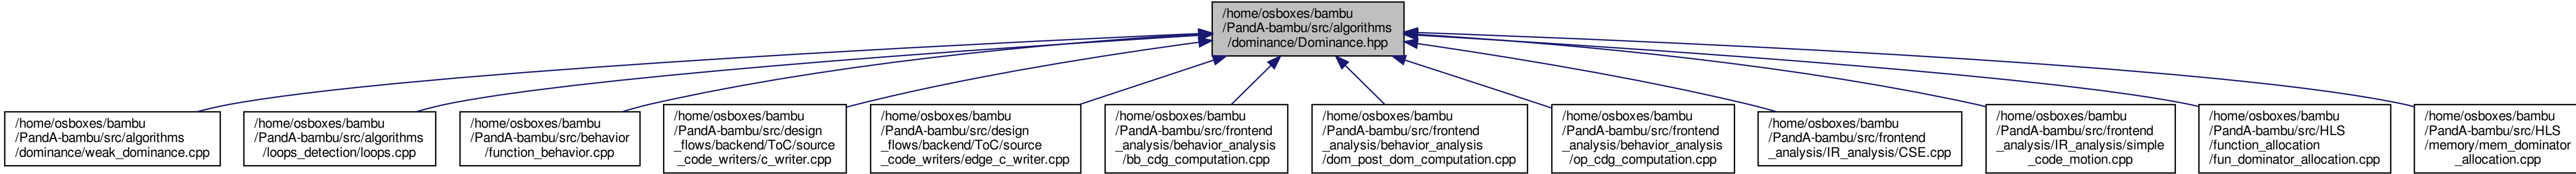 /home/osboxes/bambu
/PandA-bambu/src/algorithms
/dominance/Dominance.hpp
/home/osboxes/bambu
/PandA-bambu/src/algorithms
/dominance/weak_dominance.cpp
/home/osboxes/bambu
/PandA-bambu/src/algorithms
/loops_detection/loops.cpp
/home/osboxes/bambu
/PandA-bambu/src/behavior
/function_behavior.cpp
/home/osboxes/bambu
/PandA-bambu/src/design
_flows/backend/ToC/source
_code_writers/c_writer.cpp
/home/osboxes/bambu
/PandA-bambu/src/design
_flows/backend/ToC/source
_code_writers/edge_c_writer.cpp
/home/osboxes/bambu
/PandA-bambu/src/frontend
_analysis/behavior_analysis
/bb_cdg_computation.cpp
/home/osboxes/bambu
/PandA-bambu/src/frontend
_analysis/behavior_analysis
/dom_post_dom_computation.cpp
/home/osboxes/bambu
/PandA-bambu/src/frontend
_analysis/behavior_analysis
/op_cdg_computation.cpp
/home/osboxes/bambu
/PandA-bambu/src/frontend
_analysis/IR_analysis/CSE.cpp
/home/osboxes/bambu
/PandA-bambu/src/frontend
_analysis/IR_analysis/simple
_code_motion.cpp
/home/osboxes/bambu
/PandA-bambu/src/HLS
/function_allocation
/fun_dominator_allocation.cpp
/home/osboxes/bambu
/PandA-bambu/src/HLS
/memory/mem_dominator
_allocation.cpp